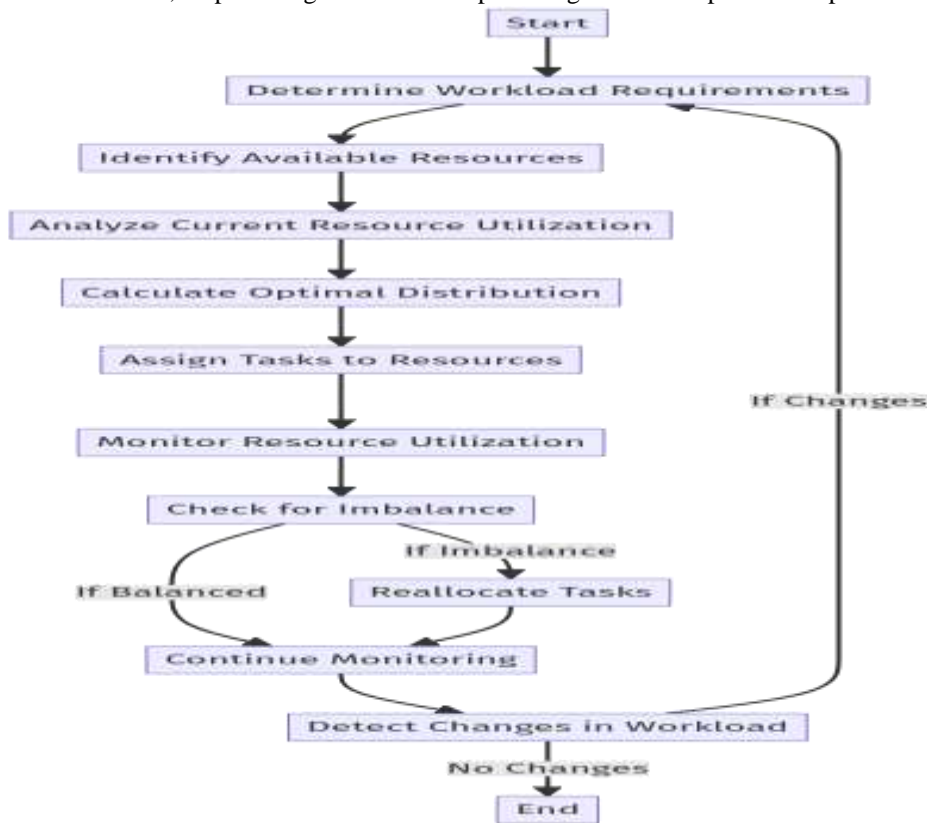 Start
Determine Workload Requirements
Identify Available Resources
Analyze Current Resource Utilization
Calculate Optimal Distribution
Assign Tasks to Resources
If Changes
Monitor Resource Utilization
Check for Imbalance
If Imbalance
If Balanced
Reallocate Tasks
Continue Monitoring
Detect Changes in Workload
No Changes
End